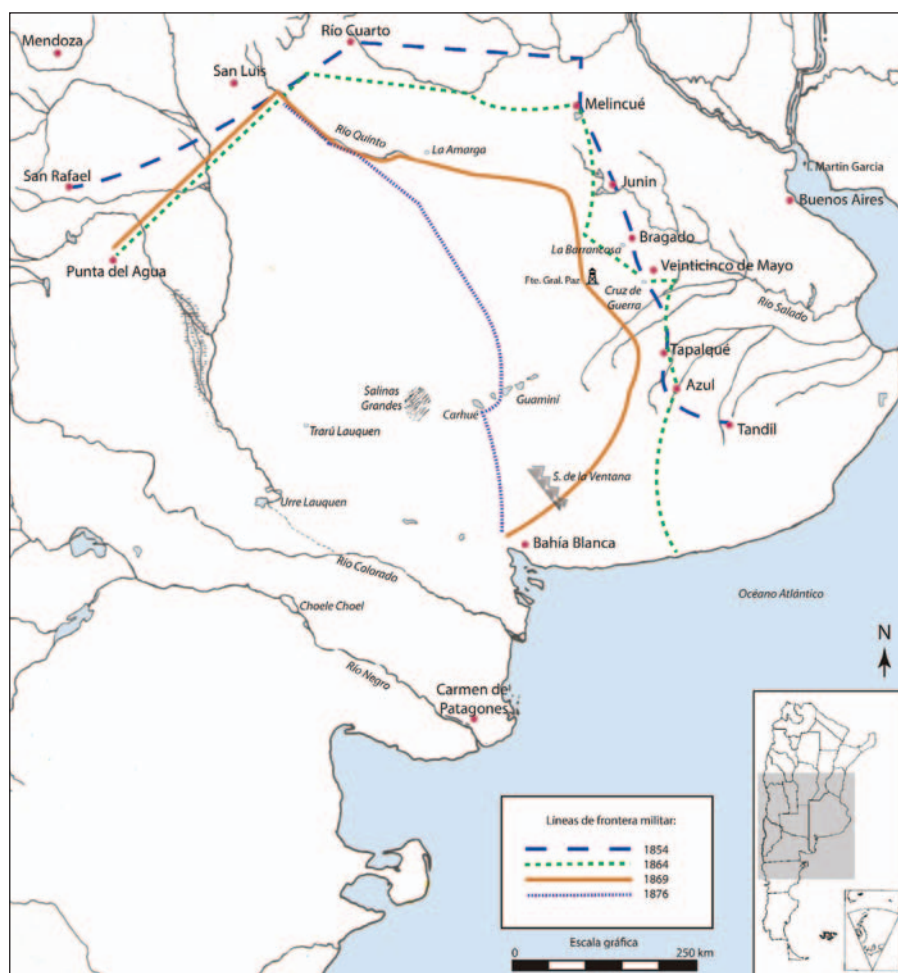 Mendoza
Río Cuarto
San Luis
Melincué
Río Quinto
La Amarga
San Rafael
Junin
I. Martín García
Buenos Aires
Bragado
La Barrancosa
Punta del Agua
Veinticinco de Mayo
Fte. Gral. Paz
Cruz de
Guerra
Río Salado
Tapalqué
Azul
Salinas
Grandes
Carhué
Guaminí
Tandil
Trarú Lauquen
S. de la Ventana
Urre Lauquen
Bahía Blanca
Río Colorado
Océano Atlántico
Choele Choel
N
Río Negro
Carmen de
Patagones
Líneas de frontera militar:
1854
1864
1869
1876
Escala gráfica
0 250 km